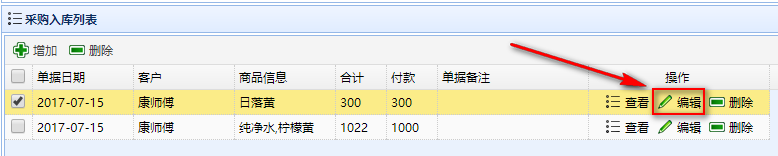 采购入库列表
增加 删除
单据日期 客户 商品信息 合计 付款 单据备注 操作
2017-07-15 康师傅 日落黄 300 300 查看 编辑 删除
2017-07-15 康师傅 纯净水,柠檬黄 1022 1000 查看 编辑 删除